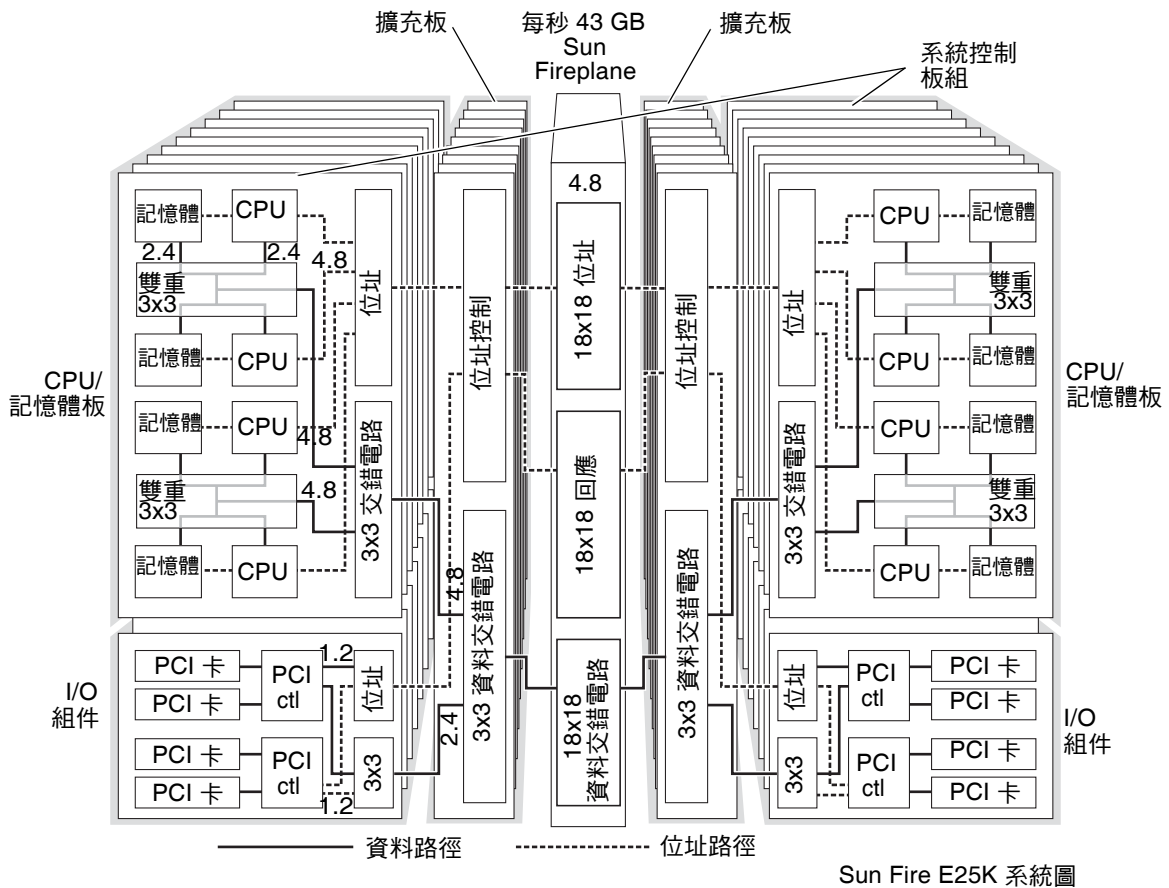 擴充板
每秒 43 GB
Sun
Fireplane
擴充板
系統控制
板組
4.8
記憶體
CPU
2.4
2.4
4.8
雙重
3x3
記憶體
CPU
記憶體
CPU
4.8
雙重
3x3
4.8
記憶體
CPU
位址
3x3 交錯電路
CPU/
記憶體板
位址控制
4.8
3x3 資料交錯電路
2.4
18x18 位址
18x18 回應
18x18
資料交錯電路
位址控制
3x3 資料交錯電路
位址
3x3 交錯電路
CPU
記憶體
雙重
3x3
CPU
記憶體
CPU
記憶體
雙重
3x3
CPU
記憶體
CPU/
記憶體板
I/O
組件
PCI 卡
PCI 卡
PCI
ctl
1.2
位址
PCI 卡
PCI 卡
PCI
ctl
1.2
3x3
位址
PCI
ctl
PCI 卡
PCI 卡
3x3
PCI
ctl
PCI 卡
PCI 卡
I/O
組件
資料路徑
位址路徑
Sun Fire E25K 系統圖